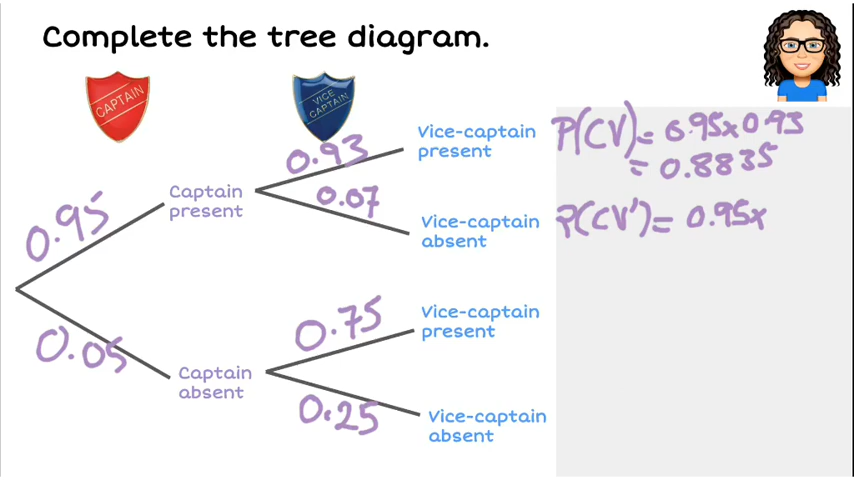 Complete the tree diagram.
CAPTAIN
VICE
CAPTAIN
0.95
0.05
Captain
present
Captain
absent
0.93
0.07
0.75
0.25
Vice-captain
present
Vice-captain
absent
Vice-captain
present
Vice-captain
absent
P(CV) = 0.95x0.93
= 0.8835
P(CV') = 0.95x